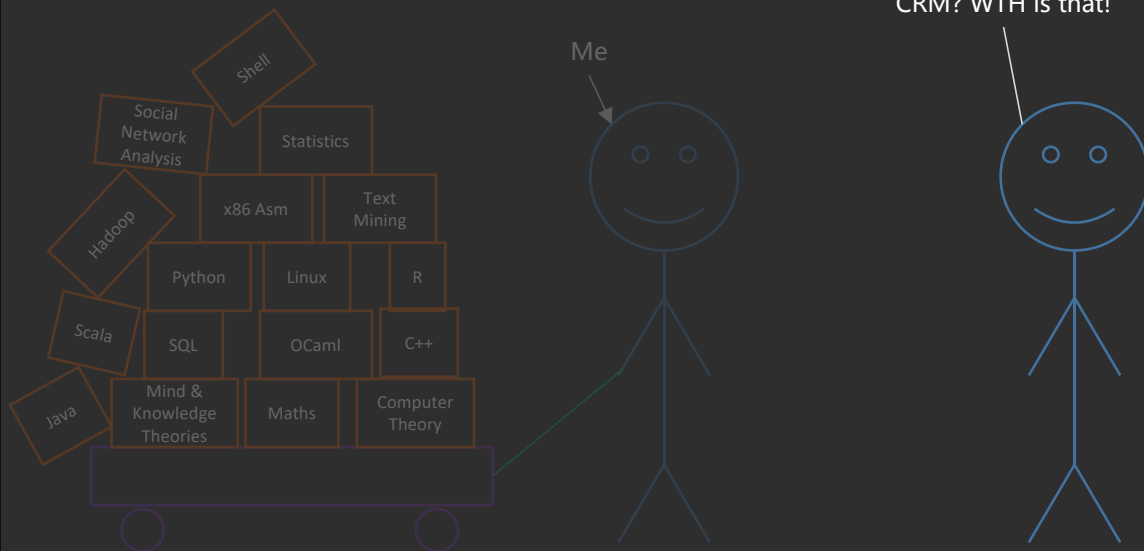 CRM? WTH is that!
Me
Shell
Social
Network
Analysis
Statistics
x86 Asm
Text
Mining
Hadoop
Python
Linux
R
Scala
SQL
OCaml
C++
Java
Mind &
Knowledge
Theories
Maths
Computer
Theory